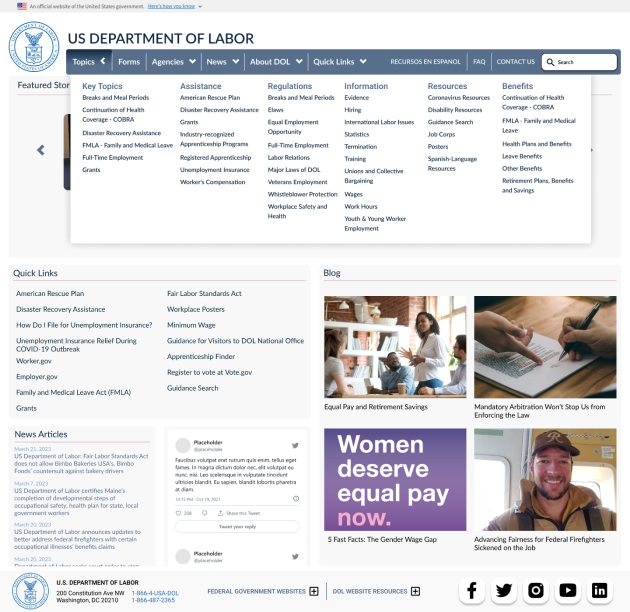 An official website of the United States government. Here's how you know
US DEPARTMENT OF LABOR
Topics Forms Agencies News About DOL Quick Links RECURSOS EN ESPANOL FAQ CONTACT US Search
Featured Stor
Key Topics
Breaks and Meal Periods
Continuation of Health
Coverage - COBRA
Disaster Recovery Assistance
FMLA - Family and Medical Leave
Full-Time Employment
Grants
Assistance
American Rescue Plan
Disaster Recovery Assistance
Grants
Industry-recognized
Apprenticeship Programs
Registered Apprenticeship
Unemployment Insurance
Worker's Compensation
Regulations
Breaks and Meal Periods
Elaws
Equal Employment
Opportunity
Full-Time Employment
Labor Relations
Major Laws of DOL
Veterans Employment
Whistleblower Protection
Workplace Safety and
Health
Information
Evidence
Hiring
International Labor Issues
Statistics
Termination
Training
Unions and Collective
Bargaining
Wages
Work Hours
Youth & Young Worker
Employment
Resources
Coronavirus Resources
Disability Resources
Guidance Search
Job Corps
Posters
Spanish-Language
Resources
Benefits
Continuation of Health
Coverage - COBRA
FMLA - Family and Medical
Leave
Health Plans and Benefits
Leave Benefits
Other Benefits
Retirement Plans, Benefits
and Savings
Quick Links
American Rescue Plan
Disaster Recovery Assistance
How Do I File for Unemployment Insurance?
Unemployment Insurance Relief During
COVID-19 Outbreak
Worker.gov
Employer.gov
Family and Medical Leave Act (FMLA)
Grants
Fair Labor Standards Act
Workplace Posters
Minimum Wage
Guidance for Visitors to DOL National Office
Apprenticeship Finder
Register to vote at Vote.gov
Guidance Search
Blog
Equal Pay and Retirement Savings
Mandatory Arbitration Won't Stop Us from
Enforcing the Law
Women
deserve
equal pay
now.
5 Fast Facts: The Gender Wage Gap
Advancing Fairness for Federal Firefighters
Sickened on the Job
News Articles
March 21, 2023
US Department of Labor: Fair Labor Standards Act
does not allow Bimbo Bakeries USA's, Bimbo
Foods' countersuit against bakery drivers
March 7, 2023
US Department of Labor certifies Maine's
completion of developmental steps of
occupational safety, health plan for state, local
government workers
March 20, 2023
US Department of Labor announces updates to
better address federal firefighters with certain
occupational illnesses' benefits claims
March 20, 2023
Placeholder
@placeholder
Faucibus volutpat erat rutrum quis enim, tellus eget
fames. In magna dictum dolor nec, elit volutpat eu
nunc, nisi. Leo scelerisque in vulputate tincidunt
ultricies blandit. Eu sapien, blandit lobortis pharetra
at diam.
14:15 PM · Oct 19, 2021
298 Share this Tweet
Tweet your reply
Placeholder
@placeholder
U.S. DEPARTMENT OF LABOR
200 Constitution Ave NW 1-866-4-USA-DOL
Washington, DC 20210 1-866-487-2365
FEDERAL GOVERNMENT WEBSITES
DOL WEBSITE RESOURCES